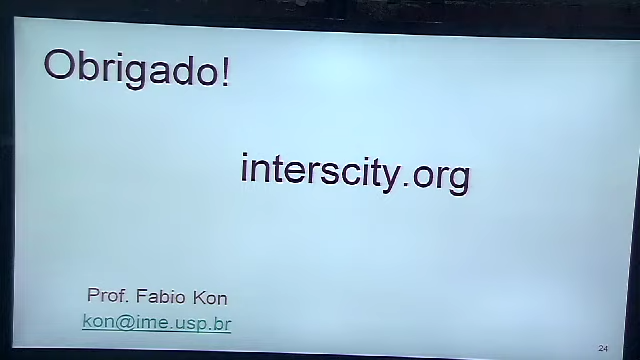 Obrigado!
interscity.org
Prof. Fabio Kon
kon@ime.usp.br
24